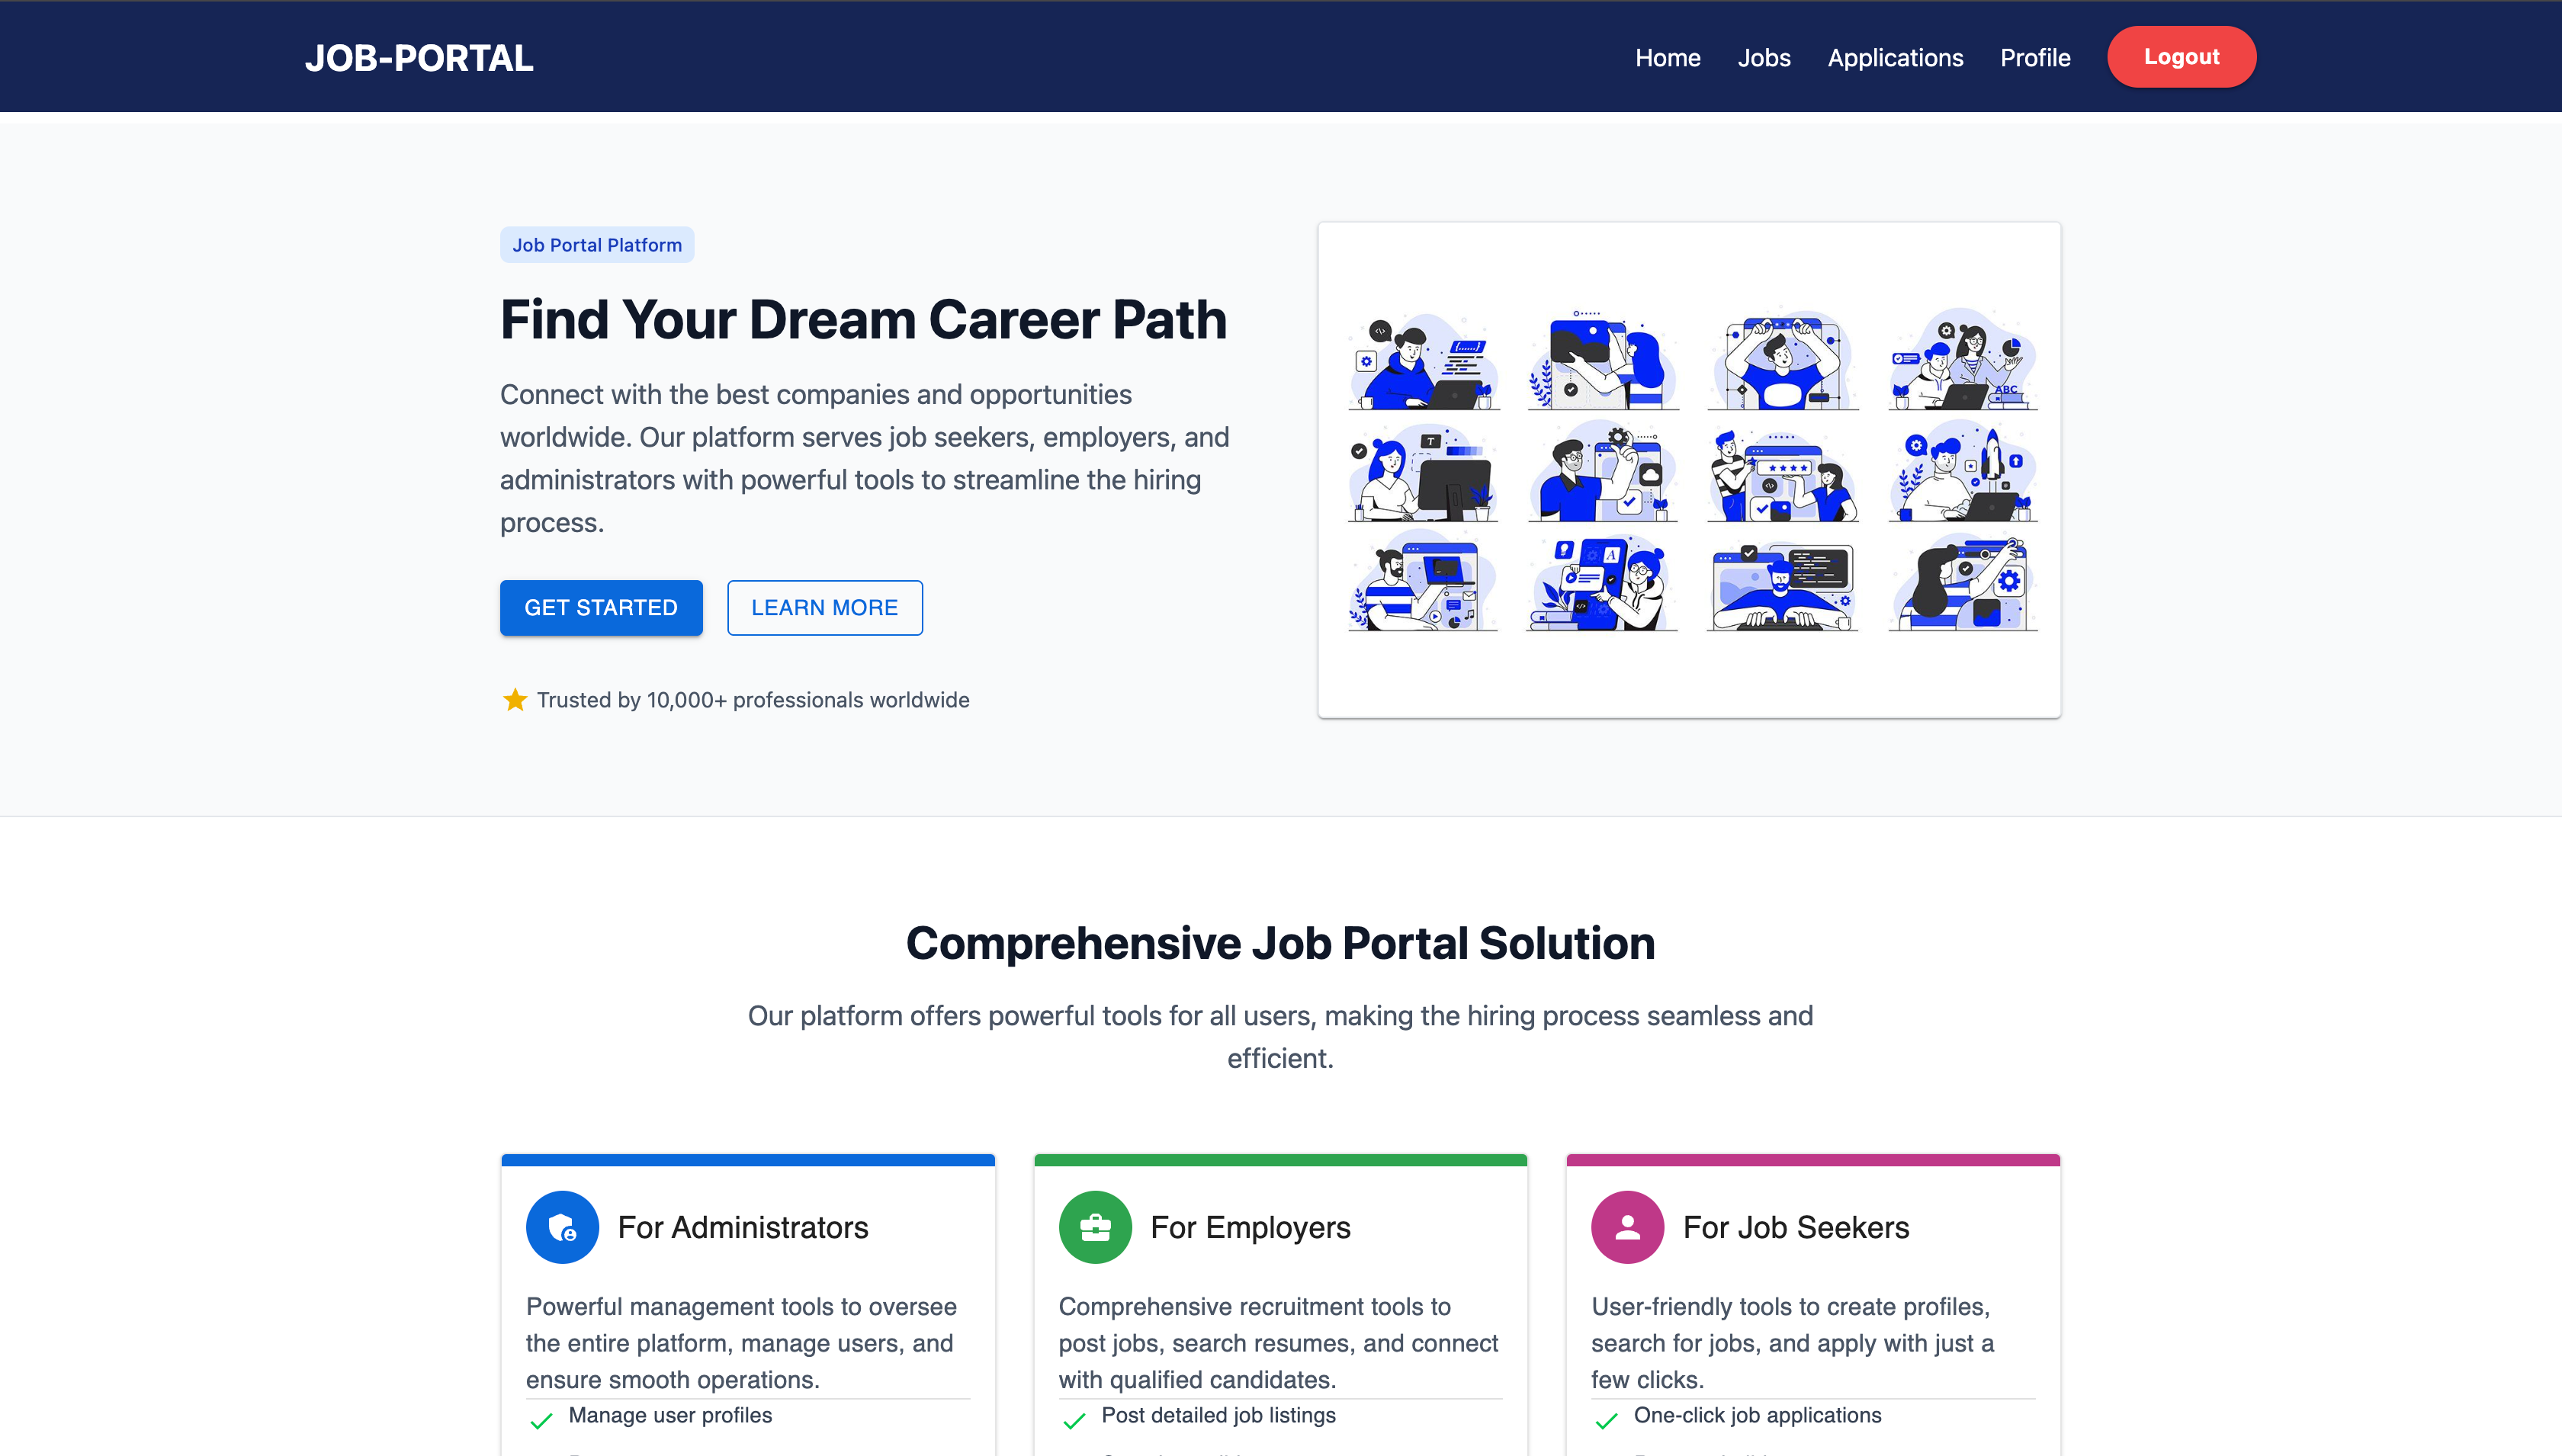 JOB-PORTAL
Home
Jobs
Applications
Profile
Logout
Job Portal Platform
Find Your Dream Career Path
Connect with the best companies and opportunities
worldwide. Our platform serves job seekers, employers, and
administrators with powerful tools to streamline the hiring
process.
GET STARTED
LEARN MORE
Trusted by 10,000+ professionals worldwide
ABC
T
A
Comprehensive Job Portal Solution
Our platform offers powerful tools for all users, making the hiring process seamless and
efficient.
For Administrators
Powerful management tools to oversee
the entire platform, manage users, and
ensure smooth operations.
Manage user profiles
For Employers
Comprehensive recruitment tools to
post jobs, search resumes, and connect
with qualified candidates.
Post detailed job listings
For Job Seekers
User-friendly tools to create profiles,
search for jobs, and apply with just a
few clicks.
One-click job applications